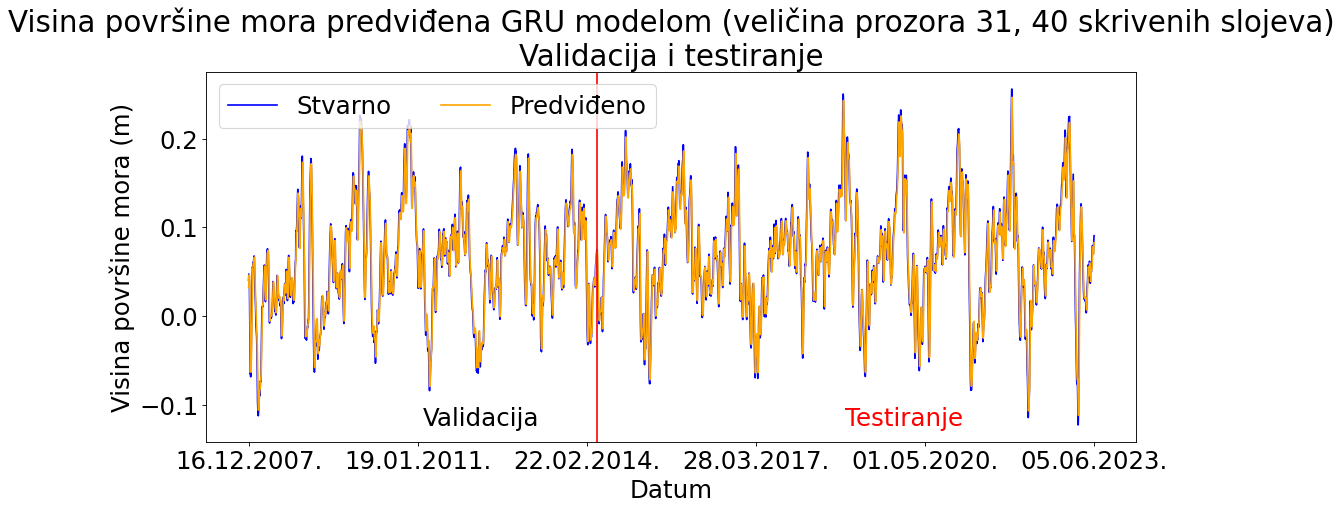 Visina površine mora predviđena GRU modelom (veličina prozora 31, 40 skrivenih slojeva)
Validacija i testiranje
Stvarno
Predviđeno
Visina površine mora (m)
0.2
0.1
0.0
−0.1
Validacija
Testiranje
16.12.2007.
19.01.2011.
22.02.2014.
28.03.2017.
01.05.2020.
05.06.2023.
Datum